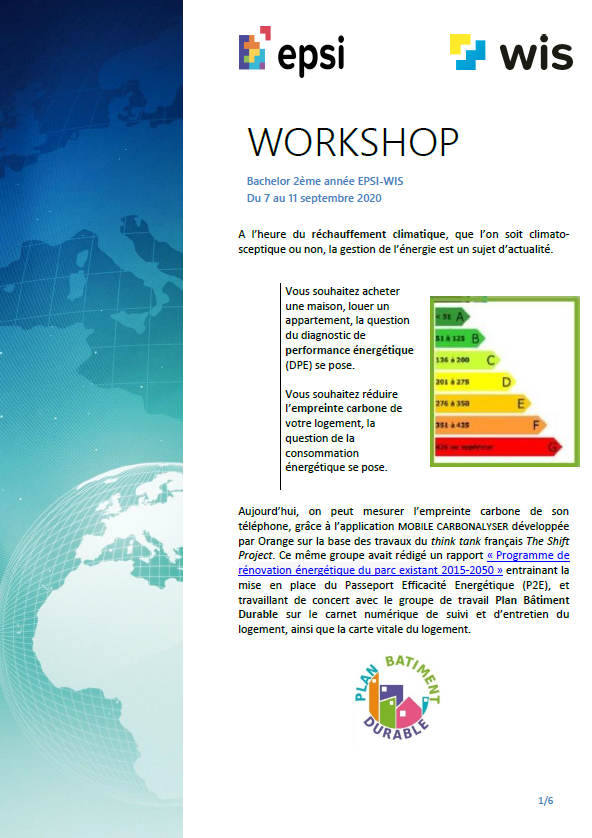 epsi
wis
WORKSHOP
Bachelor 2ème année EPSI-WIS
Du 7 au 11 septembre 2020
A l'heure du réchauffement climatique, que l'on soit climato-
sceptique ou non, la gestion de l'énergie est un sujet d'actualité.
Vous souhaitez acheter
une maison, louer un
appartement, la question
du diagnostic de
performance énergétique
(DPE) se pose.
Vous souhaitez réduire
l'empreinte carbone de
votre logement, la
question de la
consommation
énergétique se pose.
< 51 A
51 à 125 B
126 à 200 C
201 à 275 D
276 à 350 E
351 à 425 F
426 ou supérieur G
Aujourd'hui, on peut mesurer l'empreinte carbone de son
téléphone, grâce à l'application MOBILE CARBONALYSER développée
par Orange sur la base des travaux du think tank français The Shift
Project. Ce même groupe avait rédigé un rapport « Programme de
rénovation énergétique du parc existant 2015-2050 » entrainant la
mise en place du Passeport Efficacité Energétique (P2E), et
travaillant de concert avec le groupe de travail Plan Bâtiment
Durable sur le carnet numérique de suivi et d'entretien du
logement, ainsi que la carte vitale du logement.
PLAN BATIMENT
DURABLE
1/6